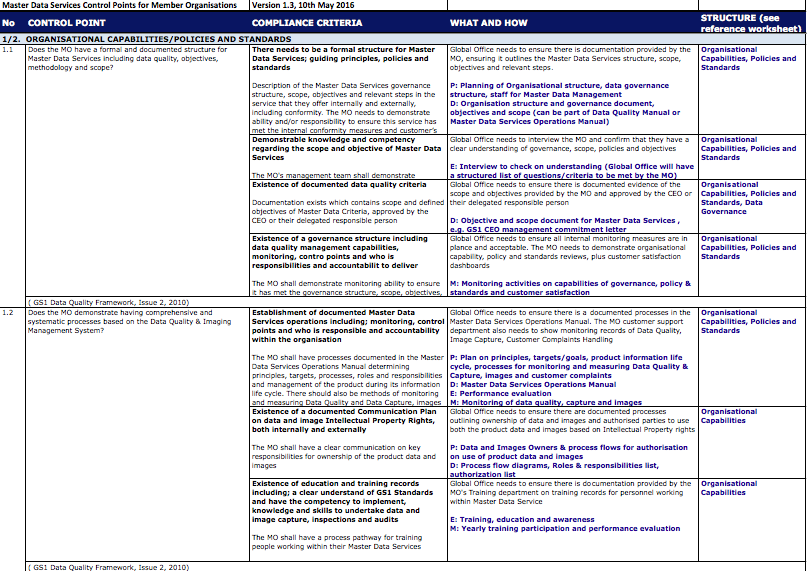 Master Data Services Control Points for Member Organisations Version 1.3, 10th May 2016
No CONTROL POINT COMPLIANCE CRITERIA WHAT AND HOW STRUCTURE (see
reference worksheet)
1/2. ORGANISATIONAL CAPABILITIES/POLICIES AND STANDARDS
1.1
Does the MO have a formal and documented structure for
Master Data Services including data quality, objectives,
methodology and scope?
There needs to be a formal structure for Master
Data Services; guiding principles, policies and
standards
Description of the Master Data Services governance
structure, scope, objectives and relevant steps in the
service that they offer internally and externally,
including conformity. The MO needs to demonstrate
ability and/or responsibility to ensure this service has
met the internal conformity measures and customer's
Global Office needs to ensure there is documentation provided by the
MO, ensuring it outlines the Master Data Services structure, scope,
objectives and relevant steps.
P: Planning of Organisational structure, data governance
structure, staff for Master Data Management
D: Organisation structure and governance document,
objectives and scope (can be part of Data Quality Manual or
Master Data Services Operations Manual)
Organisational
Capabilities, Policies and
Standards
Demonstrable knowledge and competency
regarding the scope and objective of Master Data
Services
The MO's management team shall demonstrate
Global Office needs to interview the MO and confirm that they have a
clear understanding of governance, scope, policies and objectives
E: Interview to check on understanding (Global Office will have
a structured list of questions/criteria to be met by the MO)
Organisational
Capabilities, Policies and
Standards
Existence of documented data quality criteria
Documentation exists which contains scope and defined
objectives of Master Data Criteria, approved by the
CEO or their delegated responsible person
Global Office needs to ensure there is documented evidence of the
scope and objectives provided by the MO and approved by the CEO or
their delegated responsible person
D: Objective and scope document for Master Data Services ,
e.g. GS1 CEO management commitment letter
Organisational
Capabilities, Policies and
Standards, Data
Governance
Existence of a governance structure including
data quality management capabilities,
monitoring, contro points and who is
responsibilities and accountabilit to deliver
The MO shall demonstrate monitoring ability to ensure
it has met the governance structure, scope, objectives,
Global Office needs to ensure all internal monitoring measures are in
plance and acceptable. The MO needs to demonstrate organisational
capability, policy and standards reviews, plus customer satisfaction
dashboards
M: Monitoring activities on capabilities of governance, policy &
standards and customer satisfaction
Organisational
Capabilities, Policies and
Standards
( GS1 Data Quality Framework, Issue 2, 2010)
1.2
Does the MO demonstrate having comprehensive and
systematic processes based on the Data Quality & Imaging
Management System?
Establishment of documented Master Data
Services operations including; monitoring, control
points and who is responsible and accountability
within the organisation
The MO shall have processes documented in the Master
Data Services Operations Manual determining
principles, targets, processes, roles and responsibilities
and management of the product during its information
life cycle. There should also be methods of monitoring
and measuring Data Quality and Data Capture, images
Global Office needs to ensure there is a documented processes in the
Master Data Services Operations Manual. The MO customer support
department also needs to show monitoring records of Data Quality,
Image Capture, Customer Complaints Handling
P: Plan on principles, targets/goals, product information life
cycle, processes for monitoring and measuring Data Quality &
Capture, images and customer complaints
D: Master Data Services Operations Manual
E: Performance evaluation
M: Monitoring of data quality, capture and images
Organisational
Capabilities, Policies and
Standards
Existence of a documented Communication Plan
on data and image Intellectual Property Rights,
both internally and externally
The MO shall have a clear communication on key
responsibilities for ownership of the product data and
images
Global Office needs to ensure there are documented processes
outlining ownership of data and images and authorised parties to use
both the product data and images based on Intellectual Property rights
P: Data and Images Owners & process flows for authorisation
on use of product data and images
D: Process flow diagrams, Roles & responsibilities list,
authorization list
Organisational
Capabilities
Existence of education and training records
including; a clear understand of GS1 Standards
and have the competency to implement,
knowledge and skills to undertake data and
image capture, inspections and audits
The MO shall have a process pathway for training
people working within their Master Data Services
Global Office needs to ensure there is documentation provided by the
MO's Training department on training records for personnel working
within Master Data Service
E: Training, education and awareness
M: Yearly training participation and performance evaluation
Organisational
Capabilities
( GS1 Data Quality Framework, Issue 2, 2010)